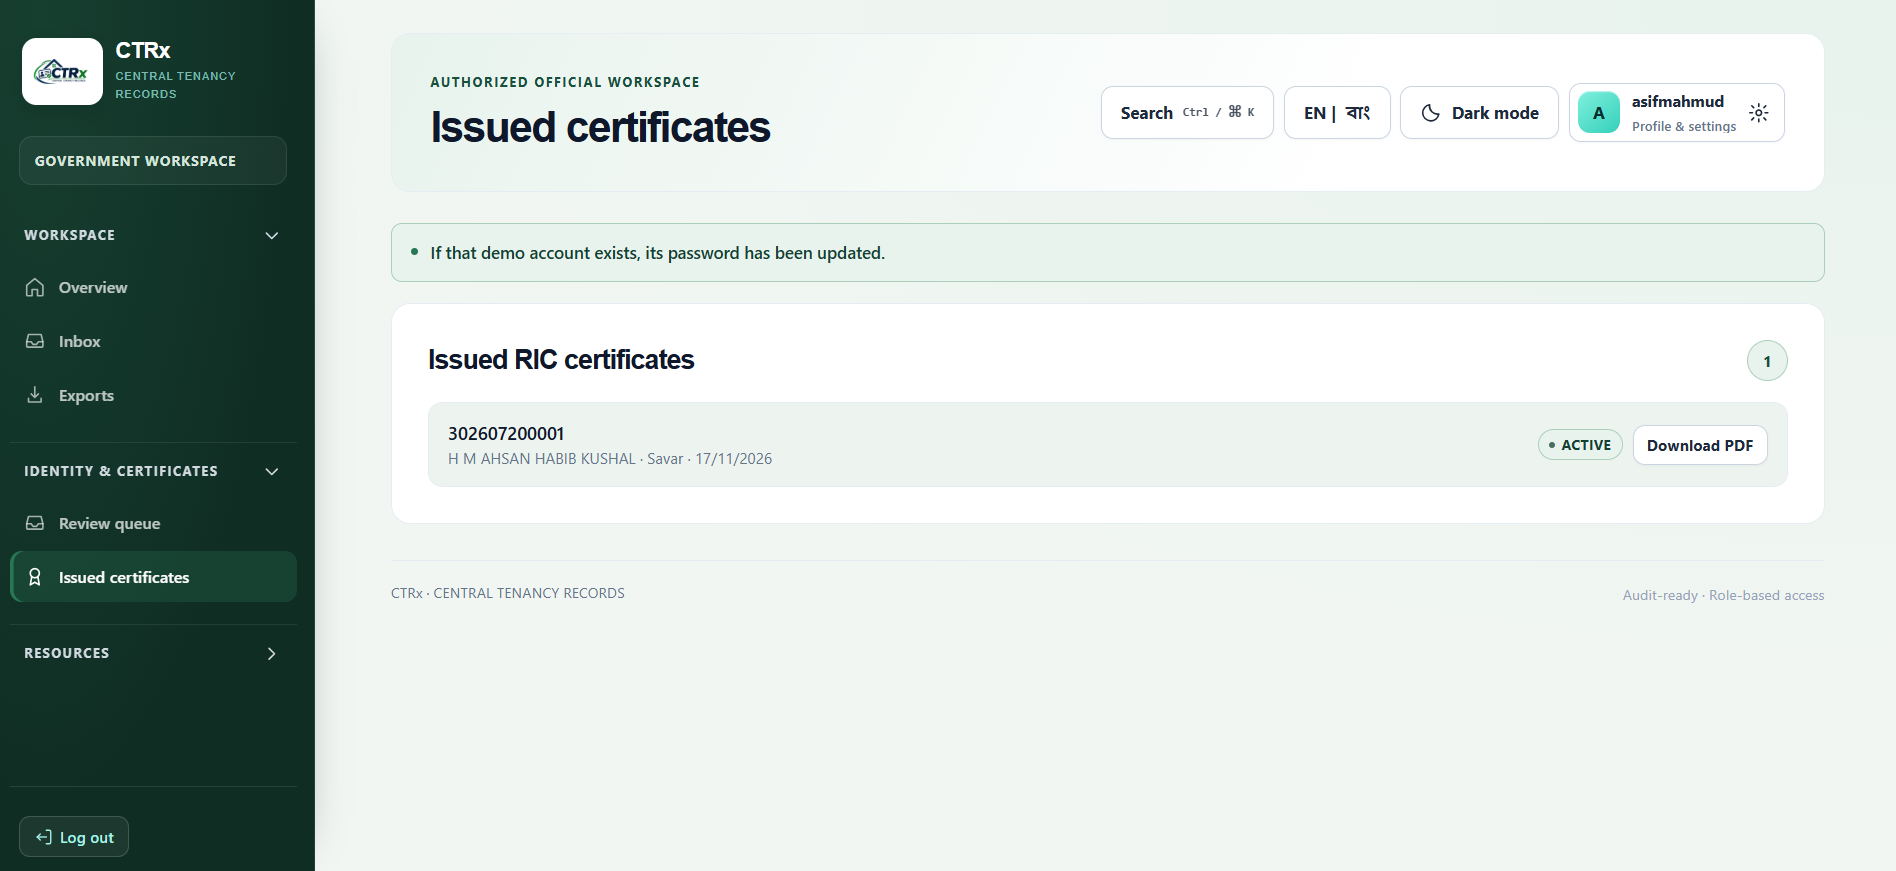 CTRx
CTRx
CENTRAL TENANCY
RECORDS
GOVERNMENT WORKSPACE
WORKSPACE
Overview
Inbox
Exports
IDENTITY & CERTIFICATES
Review queue
Issued certificates
RESOURCES
Log out
AUTHORIZED OFFICIAL WORKSPACE
Issued certificates
Search Ctrl / ⌘ K
EN | বাং
Dark mode
A
asifmahmud
Profile & settings
If that demo account exists, its password has been updated.
Issued RIC certificates
1
302607200001
H M AHSAN HABIB KUSHAL · Savar · 17/11/2026
ACTIVE
Download PDF
CTRx · CENTRAL TENANCY RECORDS
Audit-ready · Role-based access